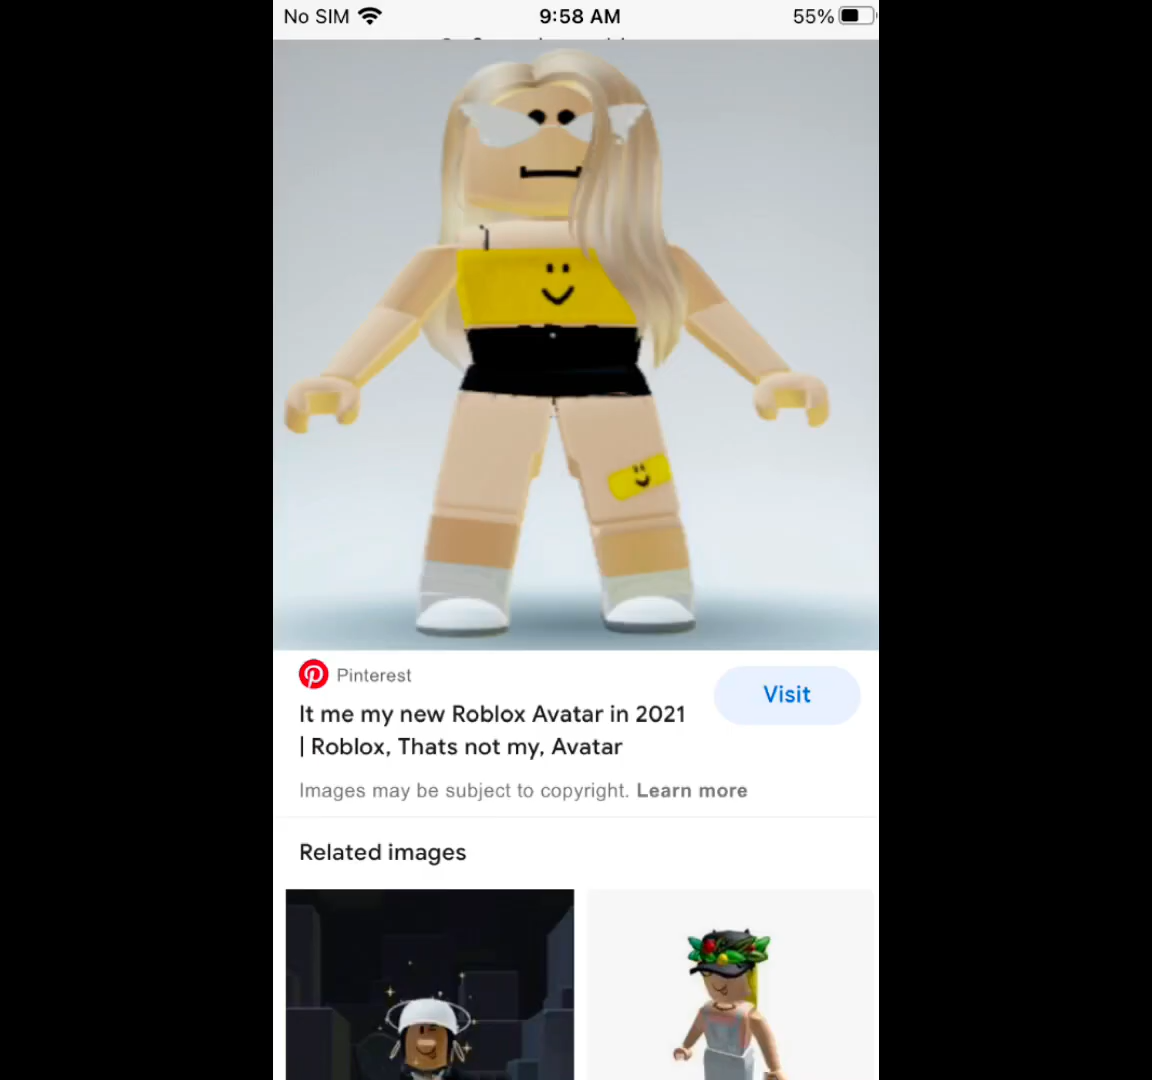 No SIM 9:58 AM 55%
Pinterest
Visit
It me my new Roblox Avatar in 2021
| Roblox, Thats not my, Avatar
Images may be subject to copyright. Learn more
Related images